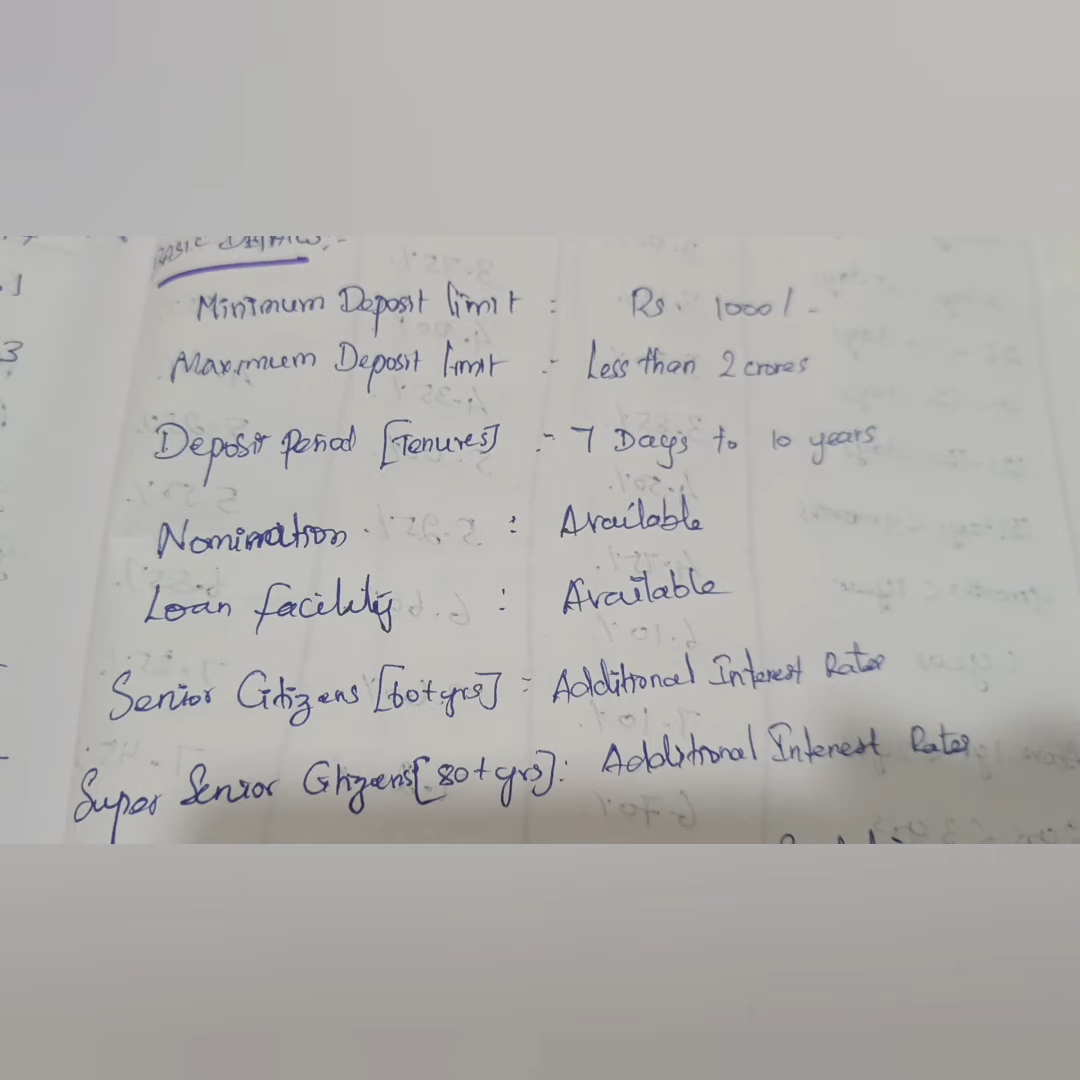 BASIC DETAILS:-
Minimum Deposit limit : Rs. 1000/-
Maximum Deposit limit :- Less than 2 crores
Deposit Period [Tenures] :- 7 Days to 10 years
Nomination : Available
Loan facility : Available
Senior Citizens [60+yrs] : Additional Interest Rates
Super Senior Citizens [80+yrs] : Additional Interest Rates